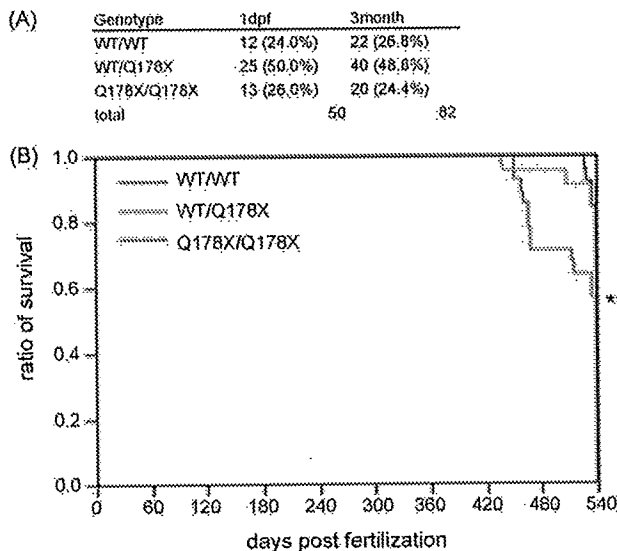 (A)
Genotype 1dpf 3month
WT/WT 12 (24.0%) 22 (26.8%)
WT/Q178X 25 (50.0%) 40 (48.8%)
Q178X/Q178X 13 (26.0%) 20 (24.4%)
total 50 82
(B)
1.0
0.8
0.6
0.4
0.2
0.0
ratio of survival
WT/WT
WT/Q178X
Q178X/Q178X
*
0 60 120 180 240 300 360 420 460 540
days post fertilization